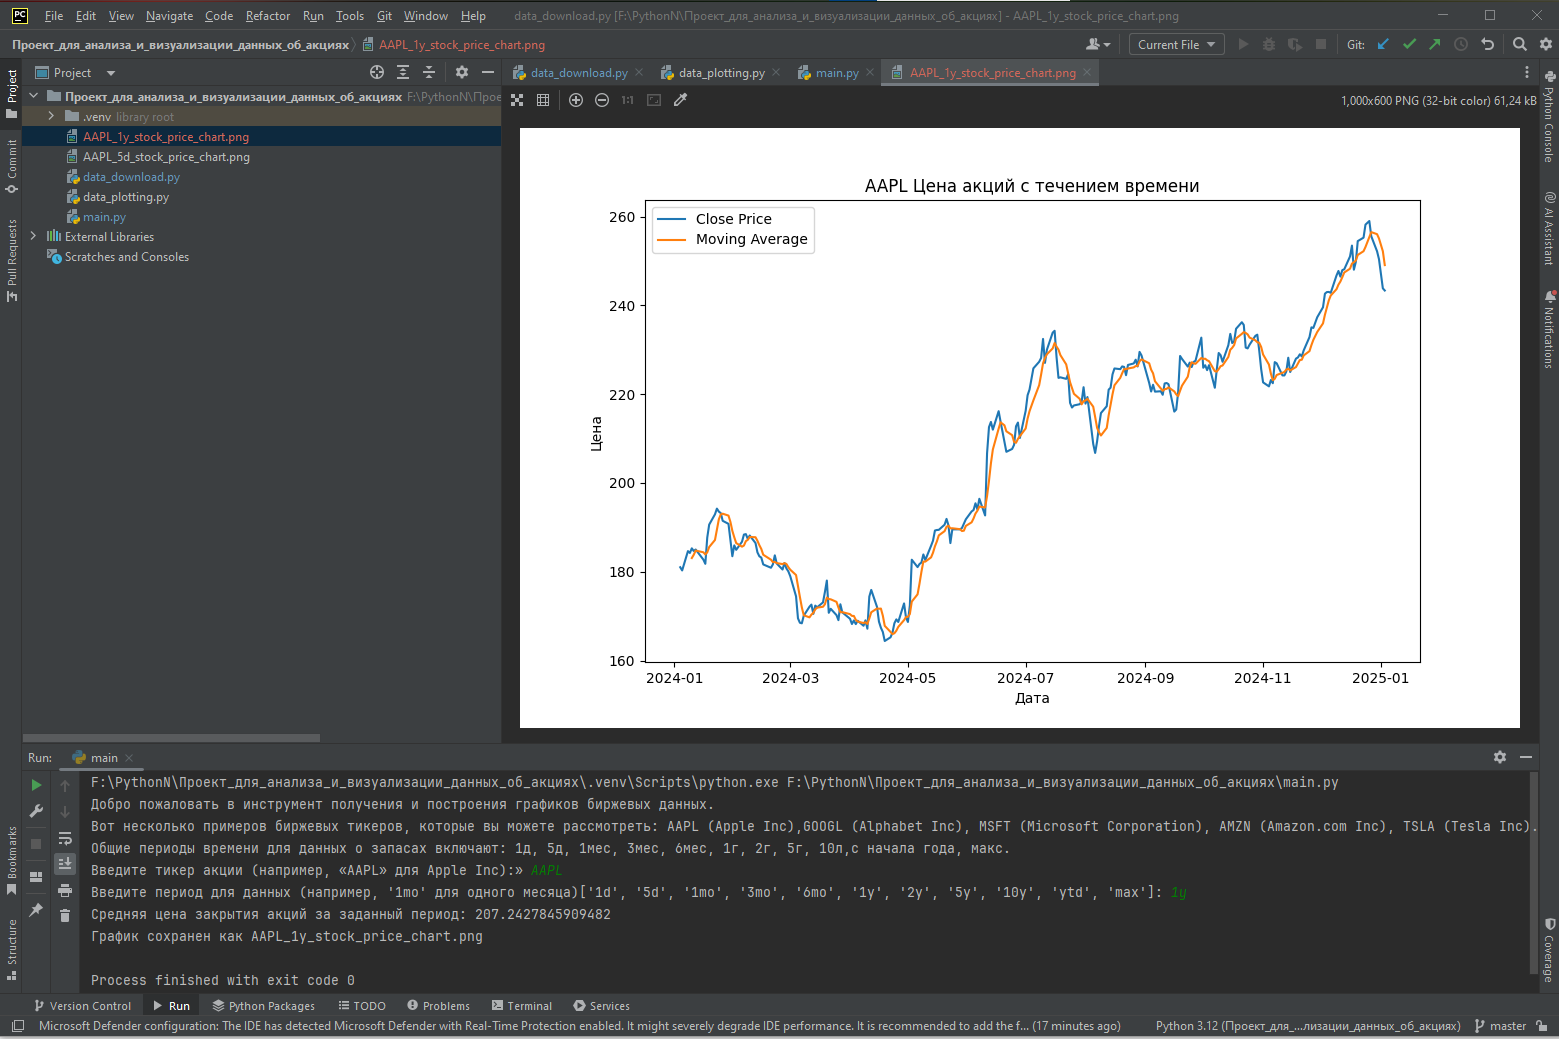 PC File Edit View Navigate Code Refactor Run Tools Git Window Help data_download.py [F:\PythonN\Проект_для_анализа_и_визуализации_данных_об_акциях] - AAPL_1y_stock_price_chart.png
Проект_для_анализа_и_визуализации_данных_об_акциях AAPL_1y_stock_price_chart.png Current File Git:
Project data_download.py data_plotting.py main.py AAPL_1y_stock_price_chart.png
1:1 1,000x600 PNG (32-bit color) 61,24 kB
Project
Commit
Pull Requests
Bookmarks
Structure
Проект_для_анализа_и_визуализации_данных_об_акциях F:\PythonN\Прое
.venv library root
AAPL_1y_stock_price_chart.png
AAPL_5d_stock_price_chart.png
data_download.py
data_plotting.py
main.py
External Libraries
Scratches and Consoles
AAPL Цена акций с течением времени
Close Price
Moving Average
Цена
260
240
220
200
180
160
2024-01 2024-03 2024-05 2024-07 2024-09 2024-11 2025-01
Дата
Python Console
AI Assistant
Notifications
Coverage
Run: main
F:\PythonN\Проект_для_анализа_и_визуализации_данных_об_акциях\.venv\Scripts\python.exe F:\PythonN\Проект_для_анализа_и_визуализации_данных_об_акциях\main.py
Добро пожаловать в инструмент получения и построения графиков биржевых данных.
Вот несколько примеров биржевых тикеров, которые вы можете рассмотреть: AAPL (Apple Inc),GOOGL (Alphabet Inc), MSFT (Microsoft Corporation), AMZN (Amazon.com Inc), TSLA (Tesla Inc).
Общие периоды времени для данных о запасах включают: 1д, 5д, 1мес, 3мес, 6мес, 1г, 2г, 5г, 10л,с начала года, макс.
Введите тикер акции (например, «AAPL» для Apple Inc):» AAPL
Введите период для данных (например, '1mo' для одного месяца)['1d', '5d', '1mo', '3mo', '6mo', '1y', '2y', '5y', '10y', 'ytd', 'max']: 1y
Средняя цена закрытия акций за заданный период: 207.2427845909482
График сохранен как AAPL_1y_stock_price_chart.png
Process finished with exit code 0
Version Control Run Python Packages TODO Problems Terminal Services
Microsoft Defender configuration: The IDE has detected Microsoft Defender with Real-Time Protection enabled. It might severely degrade IDE performance. It is recommended to add the f... (17 minutes ago) Python 3.12 (Проект_для_...лизации_данных_об_акциях) master